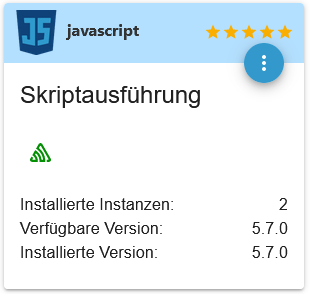 JS javascript
Skriptausführung
Installierte Instanzen: 2
Verfügbare Version: 5.7.0
Installierte Version: 5.7.0